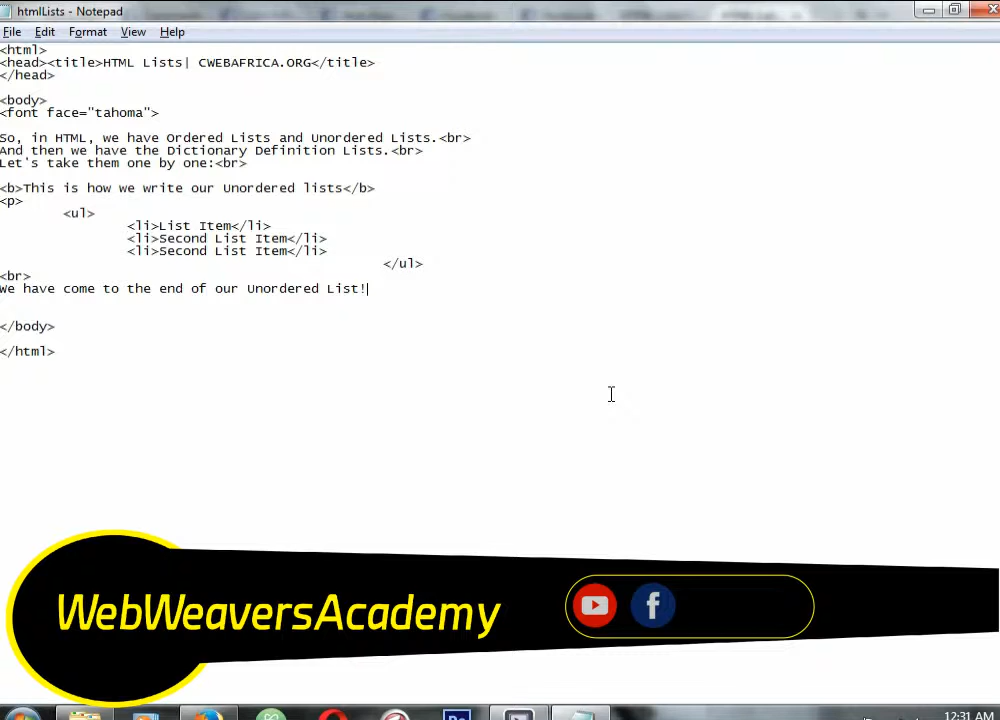 htmlLists - Notepad
File Edit Format View Help
<html>
<head><title>HTML Lists| CWEBAFRICA.ORG</title>
</head>
<body>
<font face="tahoma">
So, in HTML, we have Ordered Lists and Unordered Lists.<br>
And then we have the Dictionary Definition Lists.<br>
Let's take them one by one:<br>
<b>This is how we write our Unordered lists</b>
<p>
<ul>
<li>List Item</li>
<li>Second List Item</li>
<li>Second List Item</li>
</ul>
<br>
We have come to the end of our Unordered List!
</body>
</html>
WebWeaversAcademy
12:31 AM